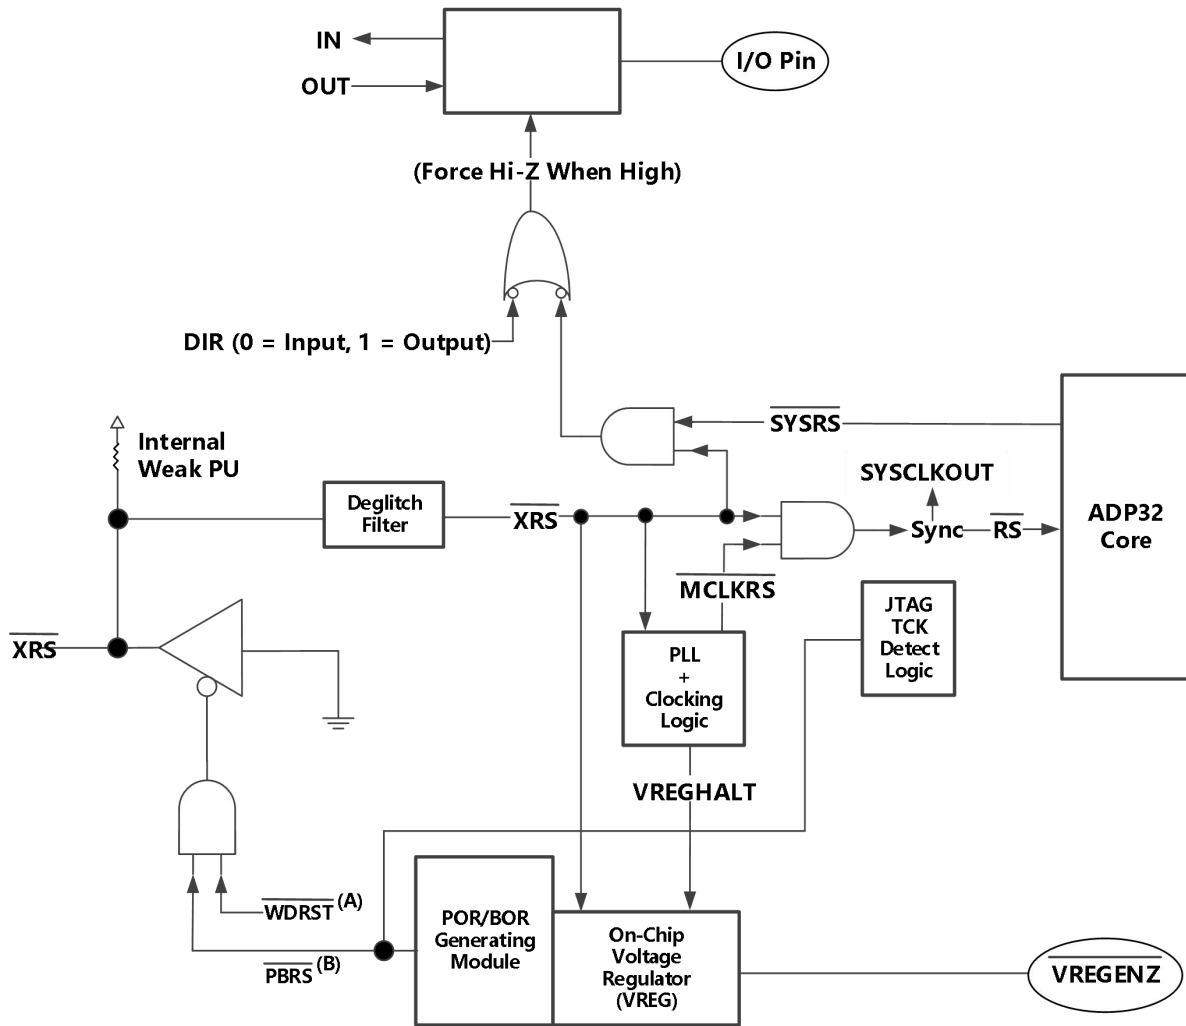 IN
OUT
I/O Pin
(Force Hi-Z When High)
DIR (0 = Input, 1 = Output)
Internal
Weak PU
SYSRS
SYSCLKOUT
Deglitch
Filter
XRS
Sync
RS
ADP32
Core
MCLKRS
JTAG
TCK
Detect
Logic
XRS
PLL
+
Clocking
Logic
VREGHALT
WDRST(A)
PBRS(B)
POR/BOR
Generating
Module
On-Chip
Voltage
Regulator
(VREG)
VREGENZ